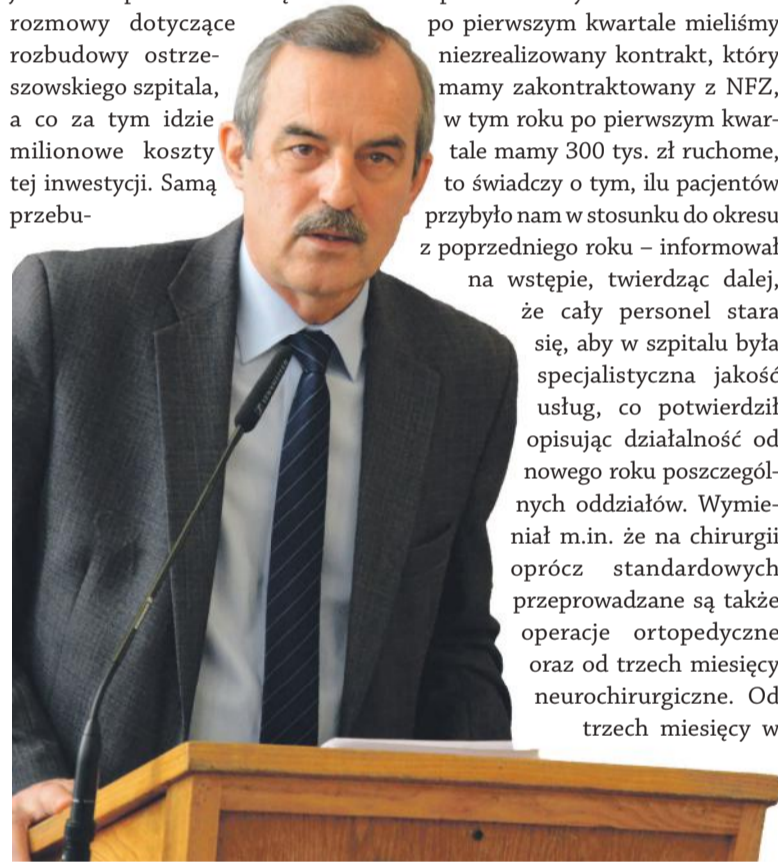 rozmowy dotyczące
rozbudowy ostrze-
szowskiego szpitala,
a co za tym idzie
milionowe koszty
tej inwestycji. Samą
przebu-
po pierwszym kwartale mieliśmy
niezrealizowany kontrakt, który
mamy zakontraktowany z NFZ,
w tym roku po pierwszym kwar-
tale mamy 300 tys. zł ruchome,
to świadczy o tym, ilu pacjentów
przybyło nam w stosunku do okresu
z poprzedniego roku – informował
na wstępie, twierdząc dalej,
że cały personel stara
się, aby w szpitalu była
specjalistyczna jakość
usług, co potwierdził
opisując działalność od
nowego roku poszczegól-
nych oddziałów. Wymie-
niał m.in. że na chirurgii
oprócz standardowych
przeprowadzane są także
operacje ortopedyczne
oraz od trzech miesięcy
neurochirurgiczne. Od
trzech miesięcy w